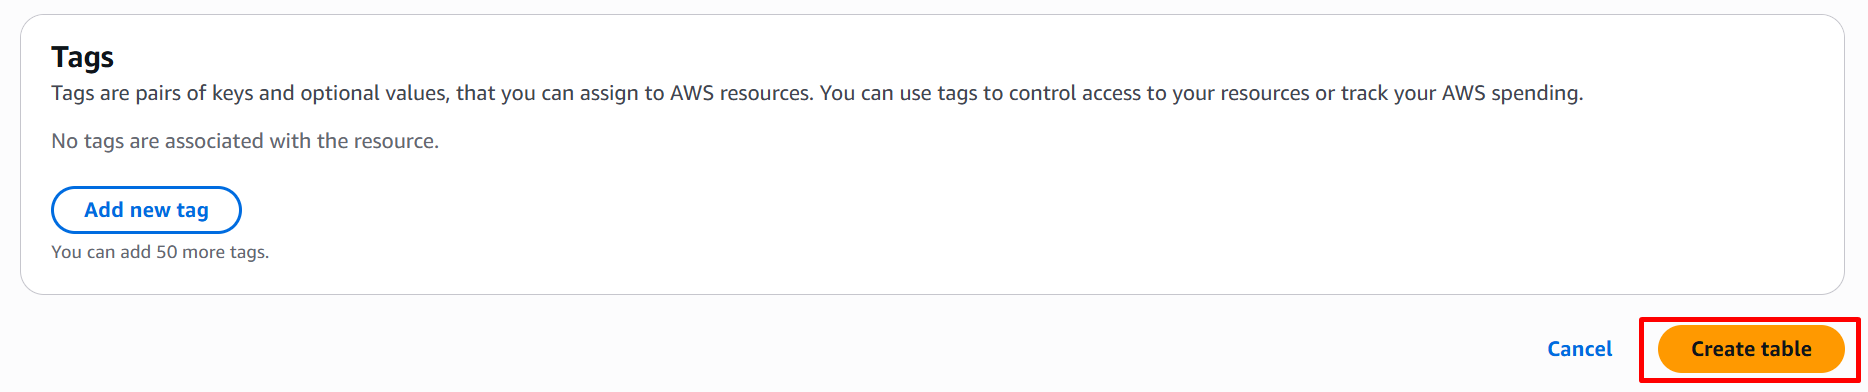 Tags
Tags are pairs of keys and optional values, that you can assign to AWS resources. You can use tags to control access to your resources or track your AWS spending.
No tags are associated with the resource.
Add new tag
You can add 50 more tags.
Cancel
Create table